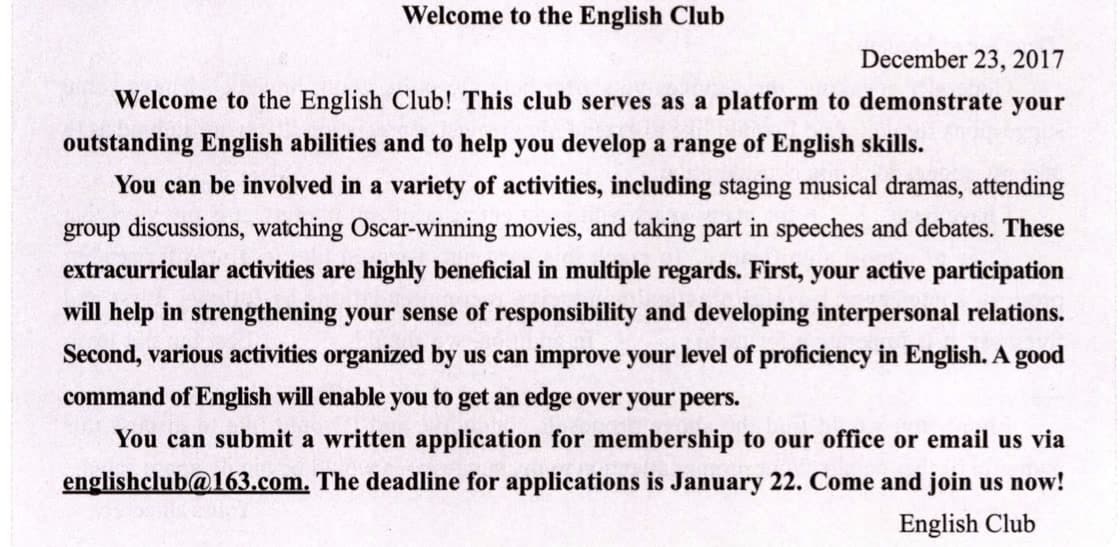 Welcome to the English Club
December 23, 2017
Welcome to the English Club! This club serves as a platform to demonstrate your
outstanding English abilities and to help you develop a range of English skills.
You can be involved in a variety of activities, including staging musical dramas, attending
group discussions, watching Oscar-winning movies, and taking part in speeches and debates. These
extracurricular activities are highly beneficial in multiple regards. First, your active participation
will help in strengthening your sense of responsibility and developing interpersonal relations.
Second, various activities organized by us can improve your level of proficiency in English. A good
command of English will enable you to get an edge over your peers.
You can submit a written application for membership to our office or email us via
englishclub@163.com. The deadline for applications is January 22. Come and join us now!
English Club